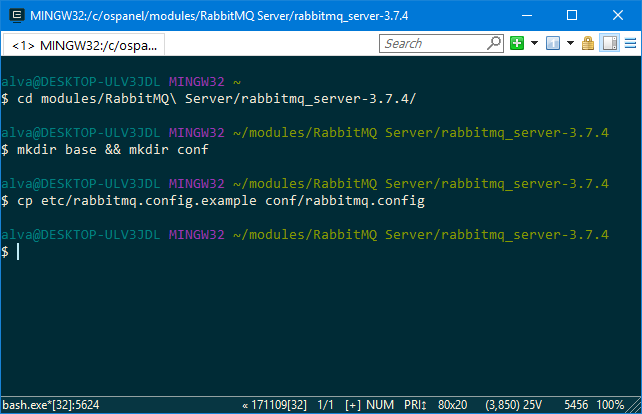 MINGW32:/c/ospanel/modules/RabbitMQ Server/rabbitmq_server-3.7.4
<1> MINGW32:/c/ospa...
Search
alva@DESKTOP-ULV3JDL MINGW32 ~
$ cd modules/RabbitMQ\ Server/rabbitmq_server-3.7.4/
alva@DESKTOP-ULV3JDL MINGW32 ~/modules/RabbitMQ Server/rabbitmq_server-3.7.4
$ mkdir base && mkdir conf
alva@DESKTOP-ULV3JDL MINGW32 ~/modules/RabbitMQ Server/rabbitmq_server-3.7.4
$ cp etc/rabbitmq.config.example conf/rabbitmq.config
alva@DESKTOP-ULV3JDL MINGW32 ~/modules/RabbitMQ Server/rabbitmq_server-3.7.4
$
bash.exe*[32]:5624 « 171109[32] 1/1 [+] NUM PRI↕ 80x20 (3,850) 25V 5456 100%